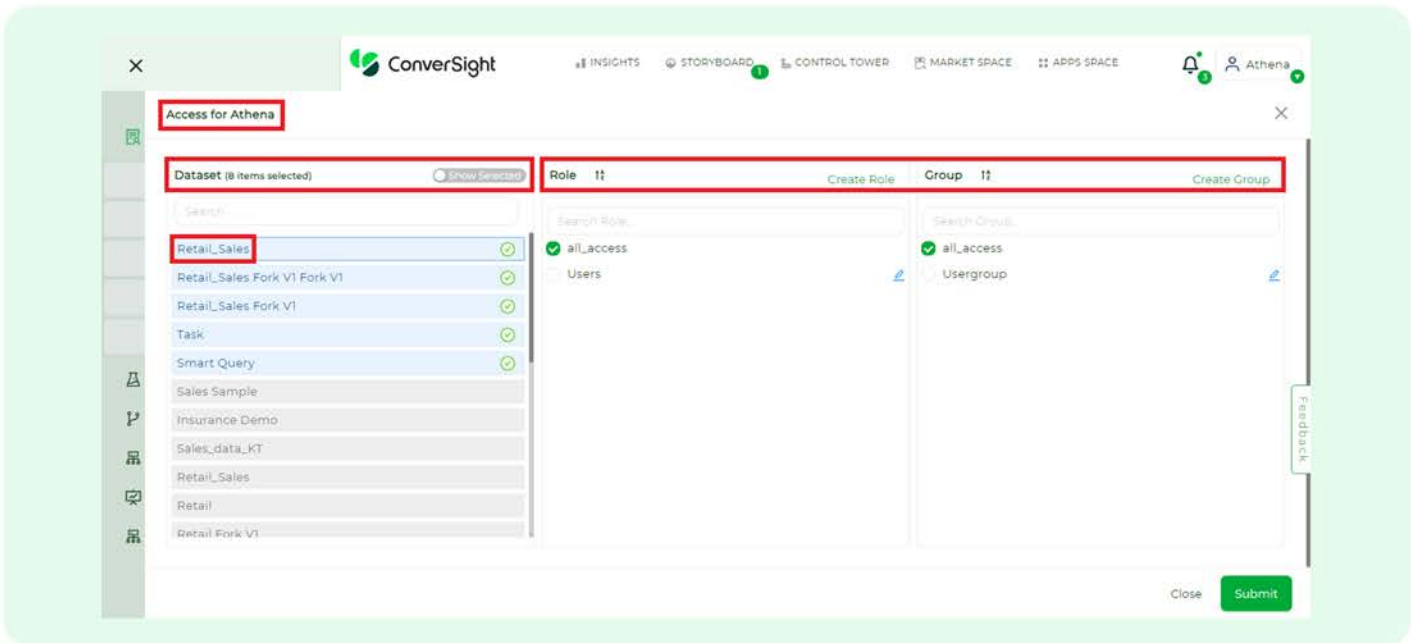 ConverSight
INSIGHTS
STORYBOARD
1
CONTROL TOWER
MARKET SPACE
APPS SPACE
3
Athena
Access for Athena
Dataset (8 items selected)
Show Selected
Role
Create Role
Group
Create Group
Search
Search Role...
Search Group...
Retail_Sales
all_access
all_access
Retail_Sales Fork V1 Fork V1
Users
Usergroup
Retail_Sales Fork V1
Task
Smart Query
Sales Sample
Insurance Demo
Sales_data_KT
Retail_Sales
Retail
Retail Fork V1
Feedback
Close
Submit